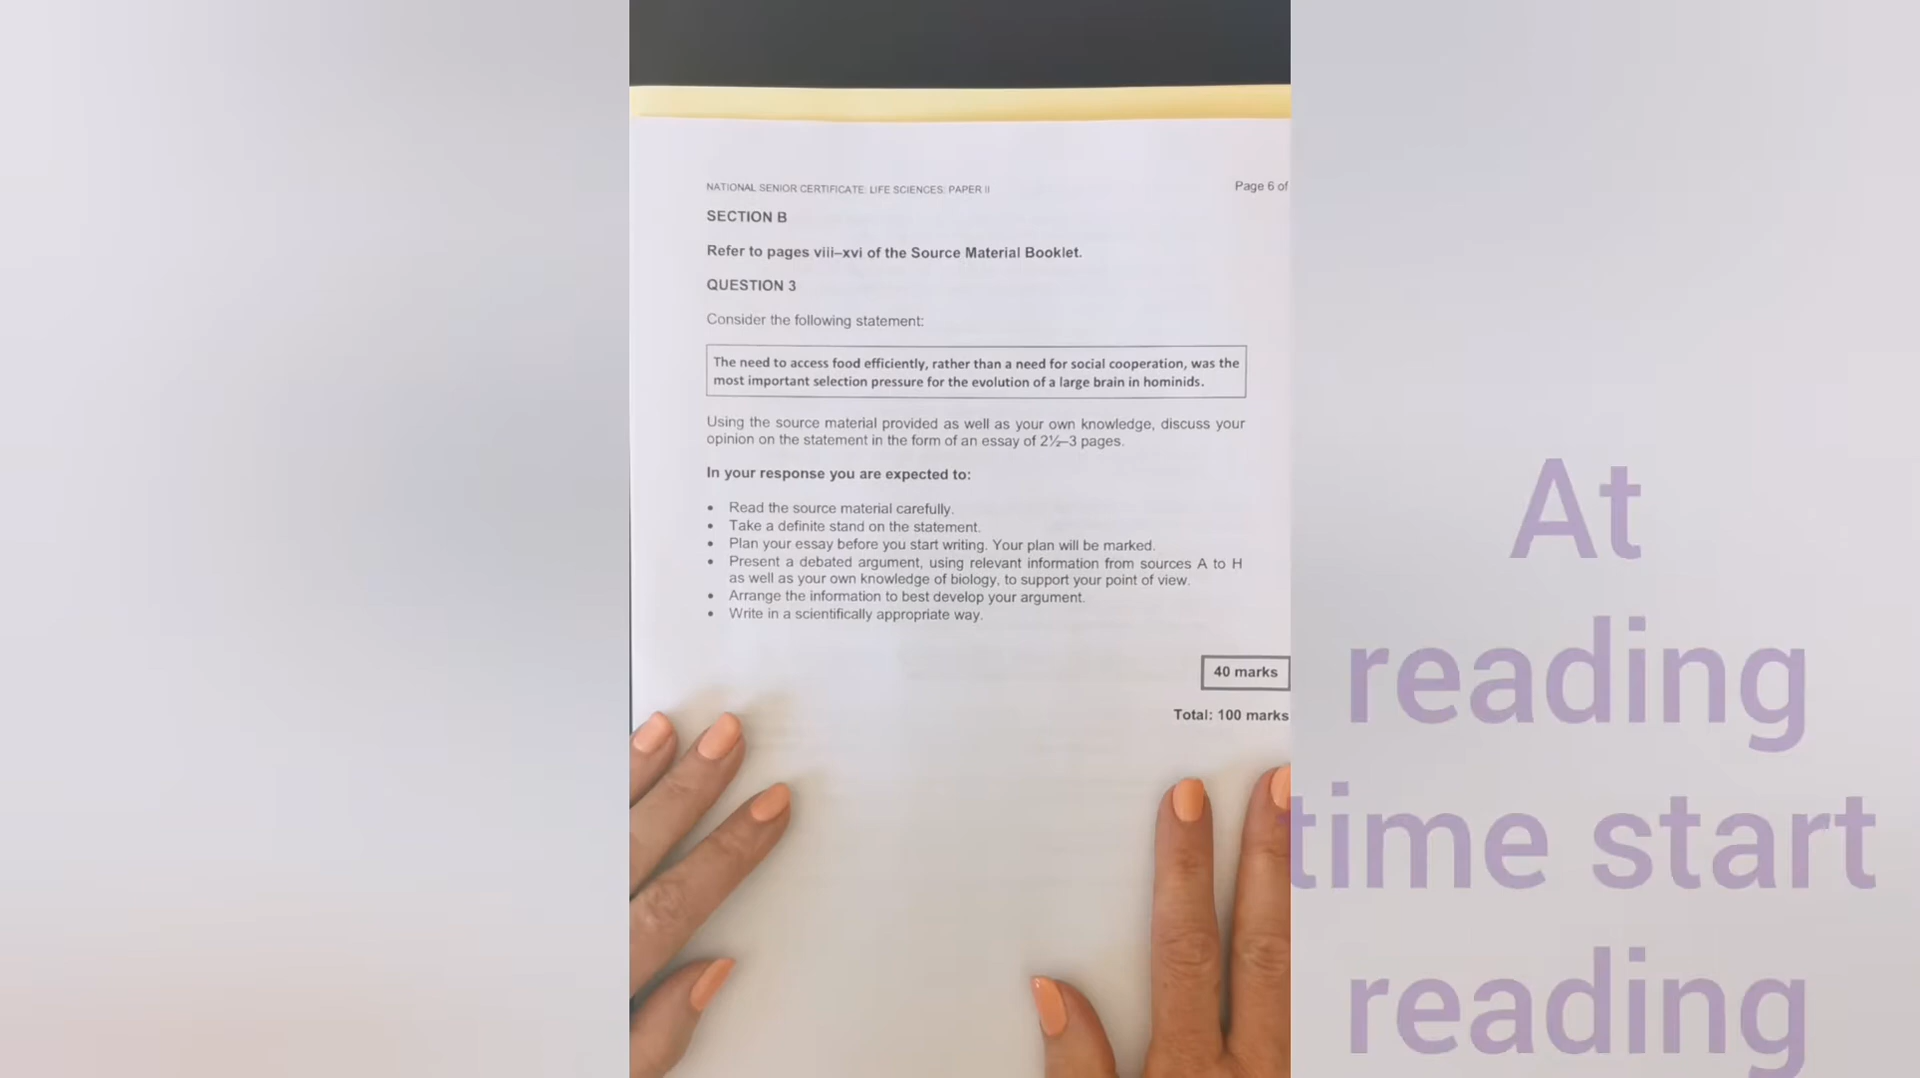 NATIONAL SENIOR CERTIFICATE: LIFE SCIENCES: PAPER II
Page 6 of
SECTION B
Refer to pages viii–xvi of the Source Material Booklet.
QUESTION 3
Consider the following statement:
The need to access food efficiently, rather than a need for social cooperation, was the
most important selection pressure for the evolution of a large brain in hominids.
Using the source material provided as well as your own knowledge, discuss your
opinion on the statement in the form of an essay of 2½–3 pages.
In your response you are expected to:
• Read the source material carefully.
• Take a definite stand on the statement.
• Plan your essay before you start writing. Your plan will be marked.
• Present a debated argument, using relevant information from sources A to H
as well as your own knowledge of biology, to support your point of view.
• Arrange the information to best develop your argument.
• Write in a scientifically appropriate way.
40 marks
Total: 100 marks
At
reading
time start
reading